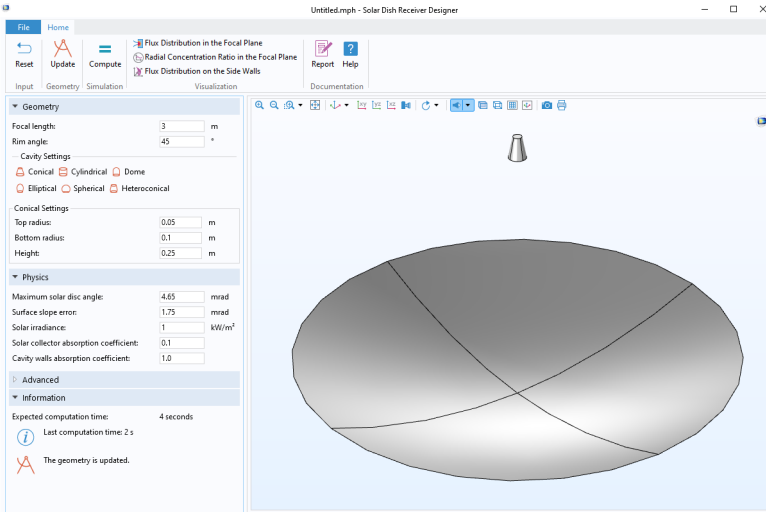 Untitled.mph - Solar Dish Receiver Designer
File Home
Reset Update Compute
Flux Distribution in the Focal Plane
Radial Concentration Ratio in the Focal Plane
Flux Distribution on the Side Walls
Report Help
Input Geometry Simulation Visualization Documentation
Geometry
Focal length: 3 m
Rim angle: 45 °
Cavity Settings
Conical Cylindrical Dome
Elliptical Spherical Heteroconical
Conical Settings
Top radius: 0.05 m
Bottom radius: 0.1 m
Height: 0.25 m
Physics
Maximum solar disc angle: 4.65 mrad
Surface slope error: 1.75 mrad
Solar irradiance: 1 kW/m²
Solar collector absorption coefficient: 0.1
Cavity walls absorption coefficient: 1.0
Advanced
Information
Expected computation time: 4 seconds
Last computation time: 2 s
The geometry is updated.